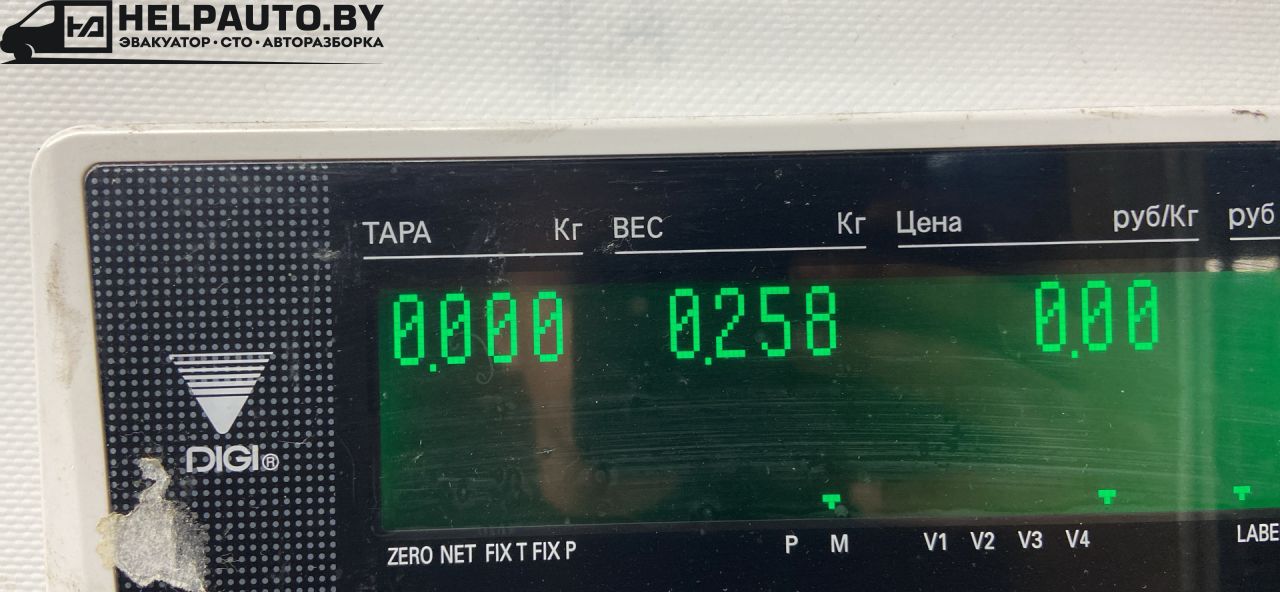 HELPAUTO.BY
ЭВАКУАТОР·СТО·АВТОРАЗБОРКА
ТАРА Кг ВЕС Кг Цена руб/Кг руб
0.000 0.258 0.00
DIGI®
ZERO NET FIX T FIX P P M V1 V2 V3 V4 LABE